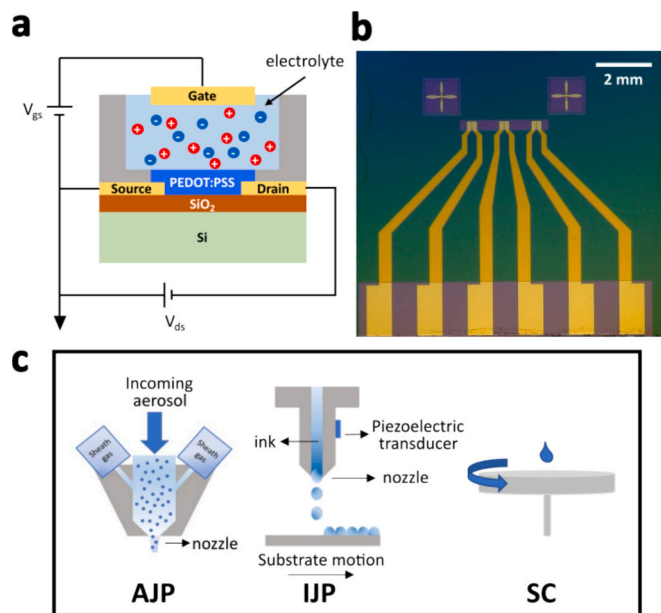 a
electrolyte
Gate
V_gs
+ - + - + - + - + - + - + - +
Source PEDOT:PSS Drain
SiO₂
Si
V_ds
b
2 mm
c
Incoming
aerosol
Sheath
gas
Sheath
gas
nozzle
AJP
ink
Piezoelectric
transducer
nozzle
Substrate motion
IJP
SC